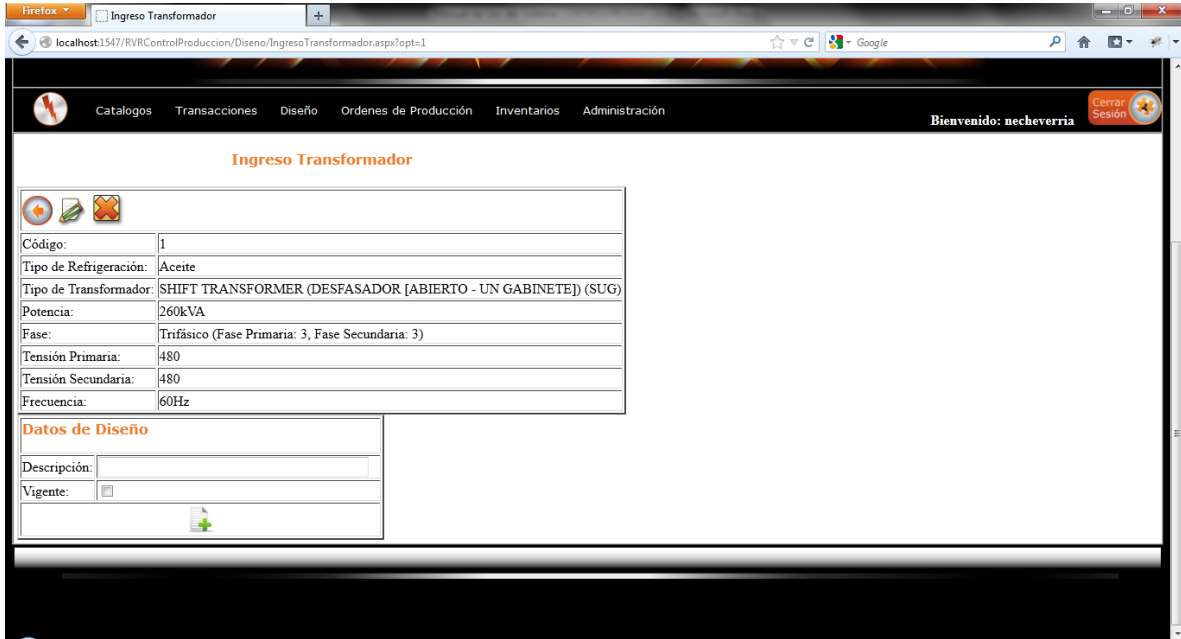 Firefox
Ingreso Transformador
+
localhost:1547/RVRControlProduccion/Diseno/IngresoTransformador.aspx?opt=1
Google
Catalogos Transacciones Diseño Ordenes de Producción Inventarios Administración
Bienvenido: necheverria
Cerrar Sesión
Ingreso Transformador
Código: 1
Tipo de Refrigeración: Aceite
Tipo de Transformador: SHIFT TRANSFORMER (DESFASADOR [ABIERTO - UN GABINETE]) (SUG)
Potencia: 260kVA
Fase: Trifásico (Fase Primaria: 3, Fase Secundaria: 3)
Tensión Primaria: 480
Tensión Secundaria: 480
Frecuencia: 60Hz
Datos de Diseño
Descripción:
Vigente: